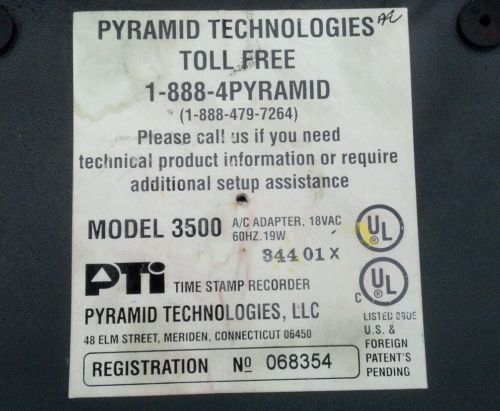 PYRAMID TECHNOLOGIES
TOLL FREE
1-888-4PYRAMID
(1-888-479-7264)
Please call us if you need
technical product information or require
additional setup assistance
MODEL 3500
A/C ADAPTER, 18VAC
60HZ.19W
34401X
UL
®
PTi
TIME STAMP RECORDER
C UL
®
PYRAMID TECHNOLOGIES, LLC
48 ELM STREET, MERIDEN, CONNECTICUT 06450
LISTED
U.S. &
FOREIGN
PATENT'S
PENDING
REGISTRATION No 068354